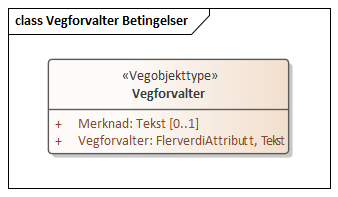 class Vegforvalter Betingelser
«Vegobjekttype»
Vegforvalter
+ Merknad: Tekst [0..1]
+ Vegforvalter: FlerverdiAttributt, Tekst